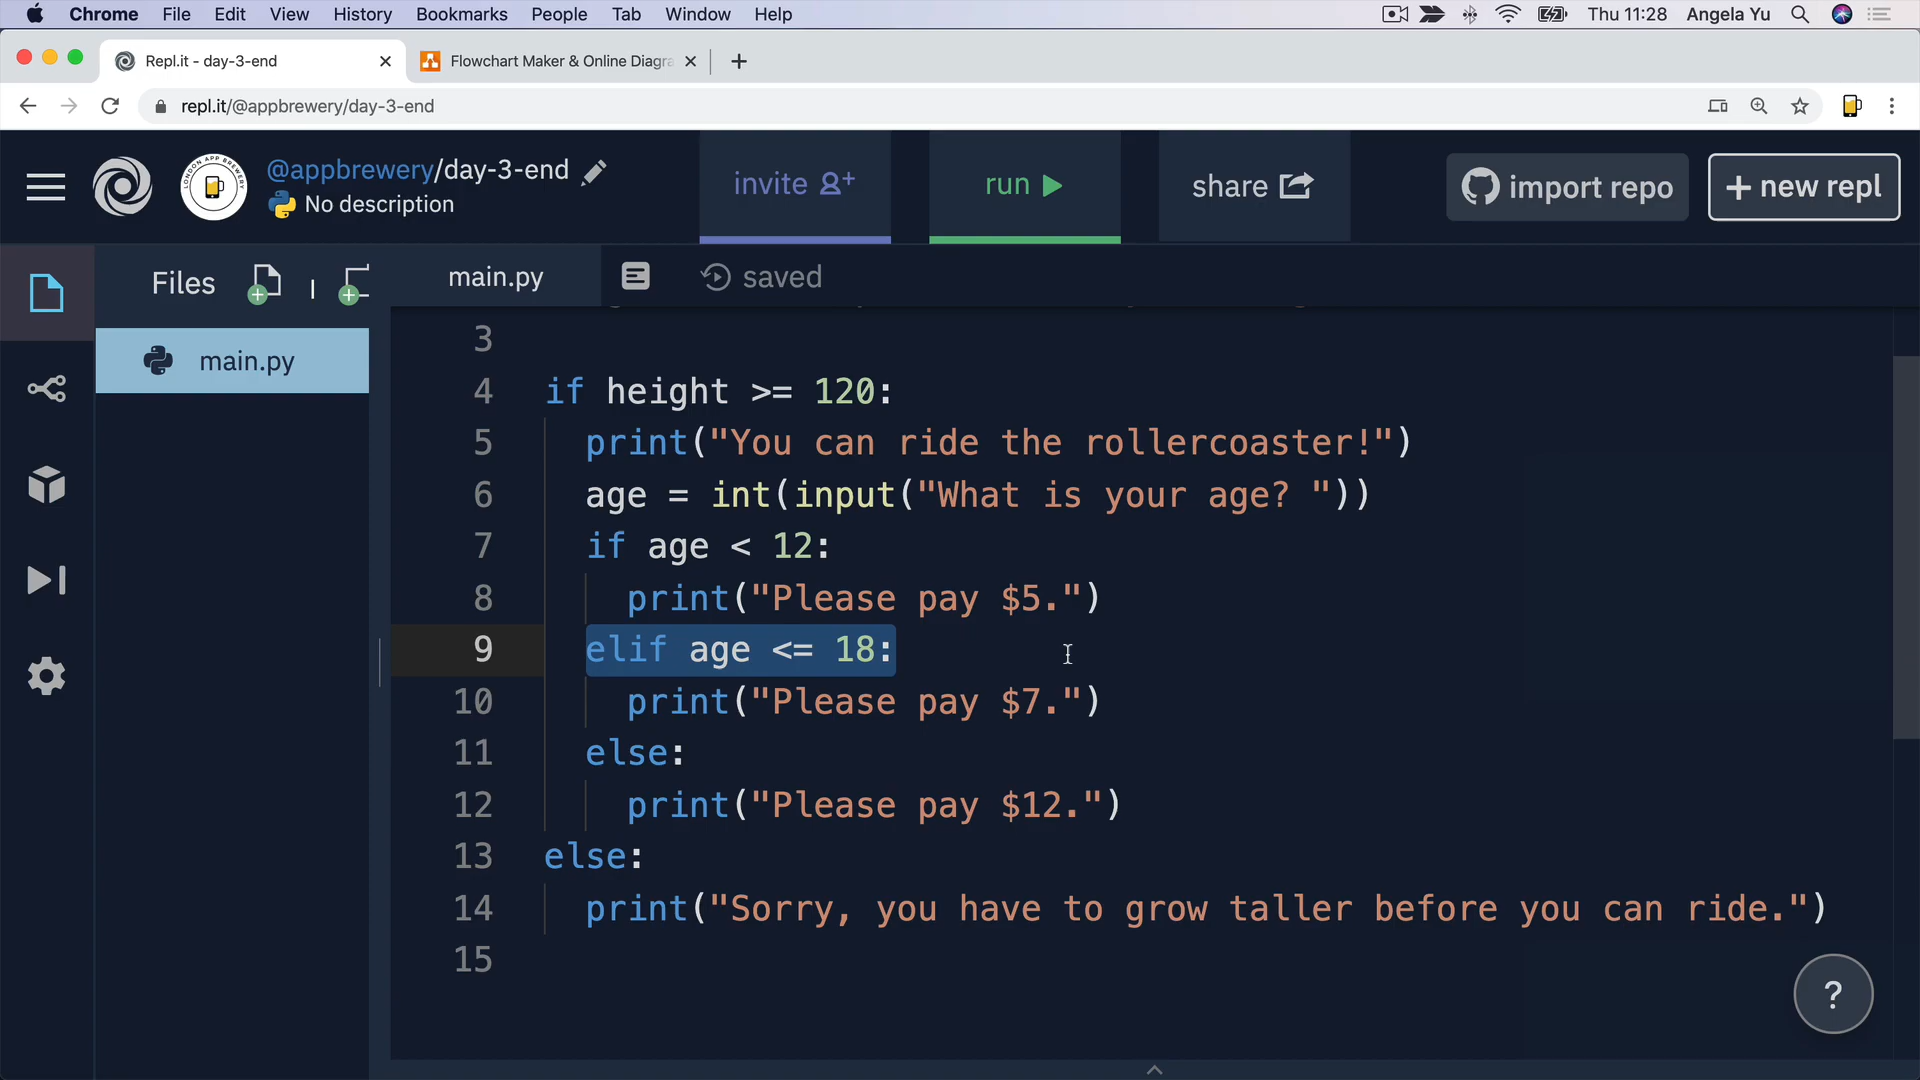 Chrome File Edit View History Bookmarks People Tab Window Help Thu 11:28 Angela Yu
Repl.it - day-3-end Flowchart Maker & Online Diagra
repl.it/@appbrewery/day-3-end
LONDON APP BREWERY
@appbrewery/day-3-end
No description
invite run share import repo + new repl
Files main.py saved
main.py
3
4 if height >= 120:
5 print("You can ride the rollercoaster!")
6 age = int(input("What is your age? "))
7 if age < 12:
8 print("Please pay $5.")
9 elif age <= 18:
10 print("Please pay $7.")
11 else:
12 print("Please pay $12.")
13 else:
14 print("Sorry, you have to grow taller before you can ride.")
15
?